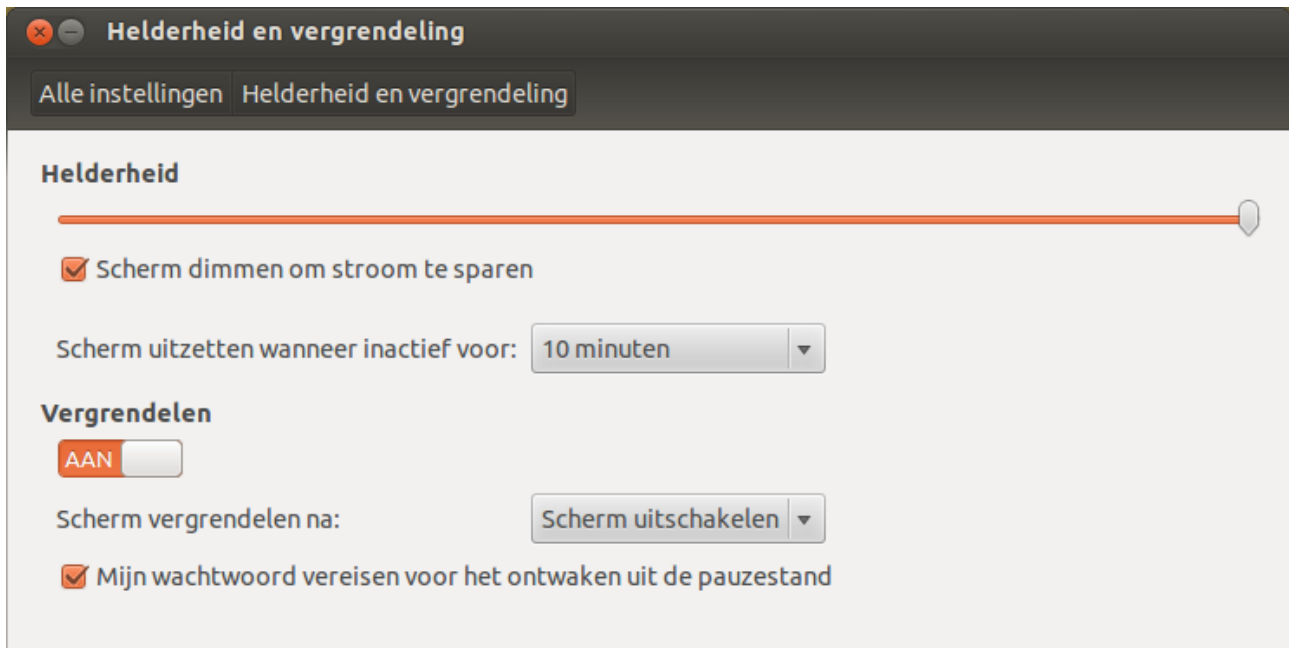 Helderheid en vergrendeling
Alle instellingen Helderheid en vergrendeling
Helderheid
Scherm dimmen om stroom te sparen
Scherm uitzetten wanneer inactief voor: 10 minuten
Vergrendelen
AAN
Scherm vergrendelen na: Scherm uitschakelen
Mijn wachtwoord vereisen voor het ontwaken uit de pauzestand